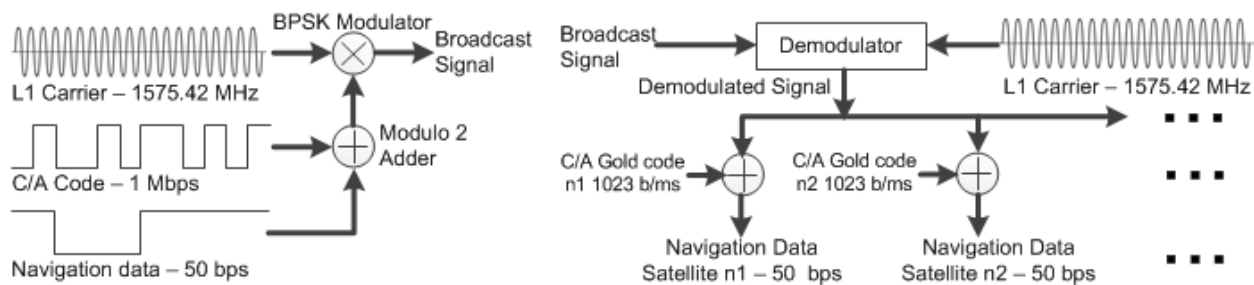 BPSK Modulator
Broadcast
Signal
L1 Carrier – 1575.42 MHz
Modulo 2
Adder
C/A Code – 1 Mbps
Navigation data – 50 bps
Broadcast
Signal
Demodulator
Demodulated Signal
L1 Carrier – 1575.42 MHz
C/A Gold code
n1 1023 b/ms
C/A Gold code
n2 1023 b/ms
Navigation Data
Satellite n1 – 50 bps
Navigation Data
Satellite n2 – 50 bps